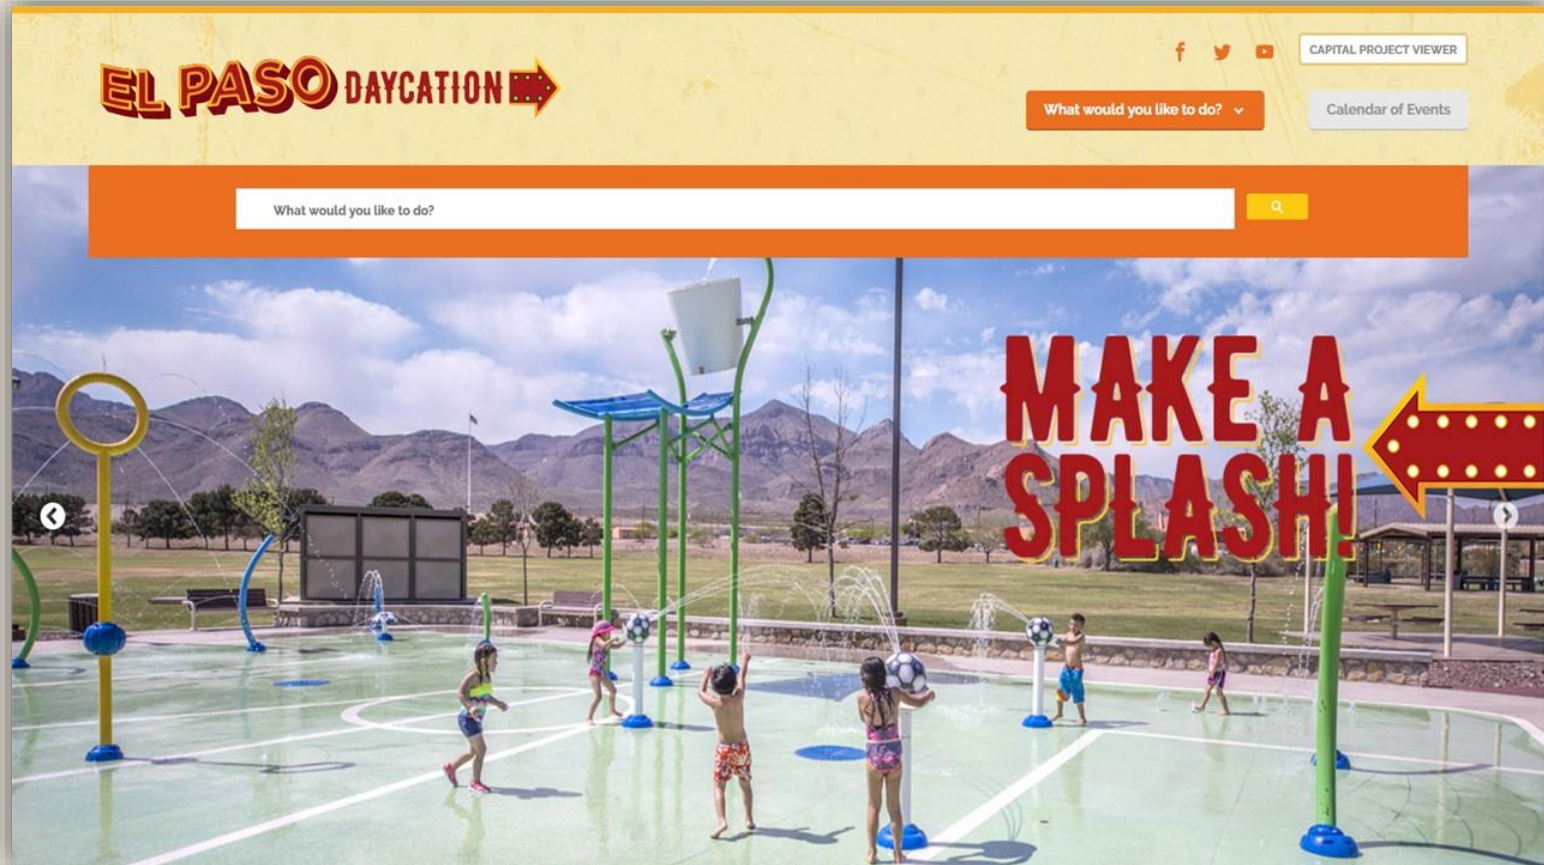 EL PASO DAYCATION
CAPITAL PROJECT VIEWER
What would you like to do?
Calendar of Events
What would you like to do?
MAKE A
SPLASH!